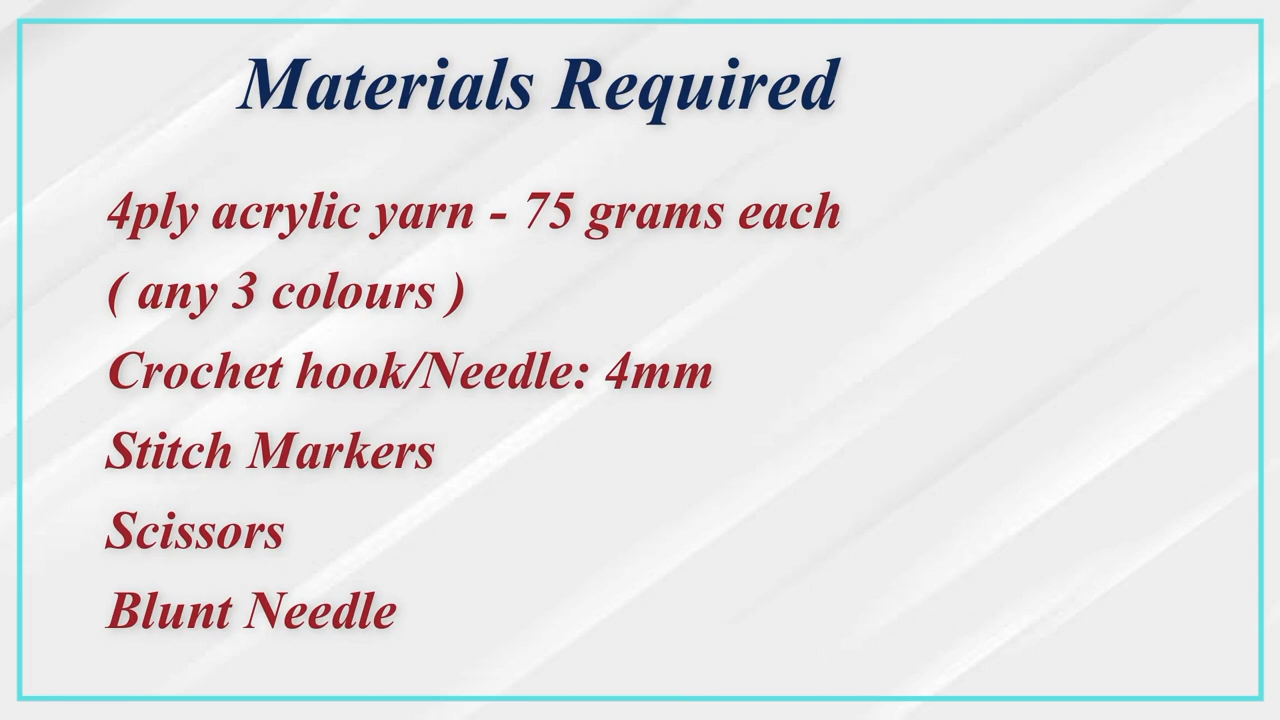 Materials Required
4ply acrylic yarn - 75 grams each
( any 3 colours )
Crochet hook/Needle: 4mm
Stitch Markers
Scissors
Blunt Needle